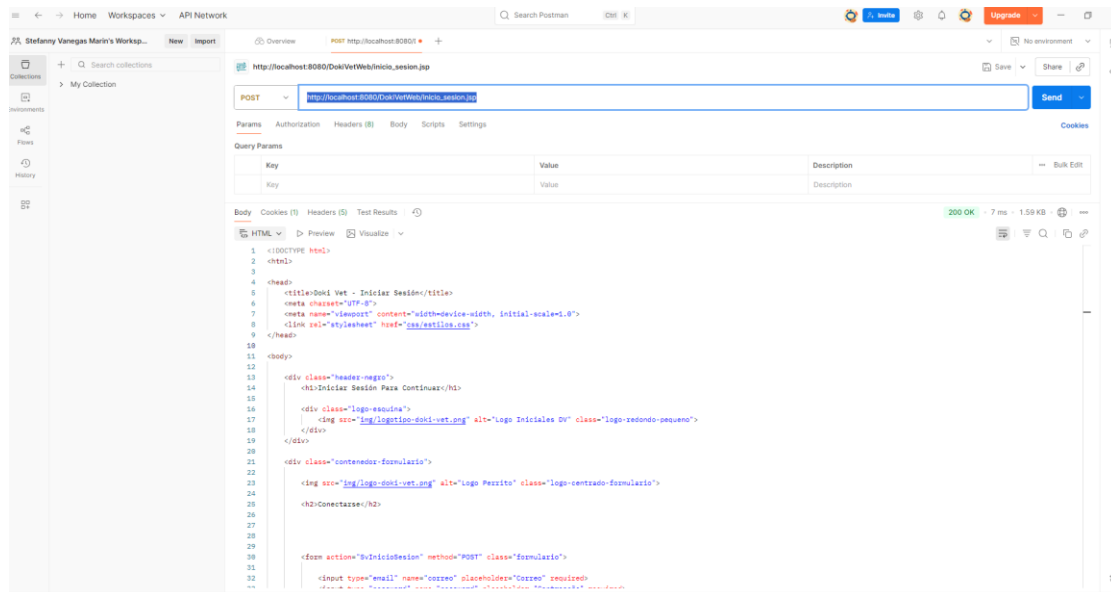 Home Workspaces API Network Search Postman Ctrl K Invite Upgrade
Stefanny Vanegas Marin's Worksp... New Import Overview POST http://localhost:8080/I + No environment
Collections
Search collections
My Collection
Environments
Flows
History
http://localhost:8080/DokiVetWeb/inicio_sesion.jsp Save Share
POST http://localhost:8080/DokiVetWeb/inicio_sesion.jsp Send
Params Authorization Headers (8) Body Scripts Settings Cookies
Query Params
Key Value Description Bulk Edit
Key Value Description
Body Cookies (1) Headers (5) Test Results 200 OK 7 ms 1.59 KB
HTML Preview Visualize
1 <!DOCTYPE html>
2 <html>
3
4 <head>
5 <title>Doki Vet - Iniciar Sesión</title>
6 <meta charset="UTF-8">
7 <meta name="viewport" content="width=device-width, initial-scale=1.0">
8 <link rel="stylesheet" href="css/estilos.css">
9 </head>
10
11 <body>
12
13 <div class="header-negro">
14 <h1>Iniciar Sesión Para Continuar</h1>
15
16 <div class="logo-esquina">
17 <img src="img/logotipo-doki-vet.png" alt="Logo Iniciales DV" class="logo-redondo-pequeno">
18 </div>
19 </div>
20
21 <div class="contenedor-formulario">
22
23 <img src="img/logo-doki-vet.png" alt="Logo Perrito" class="logo-centrado-formulario">
24
25 <h2>Conectarse</h2>
26
27
28
29
30 <form action="SvInicioSesion" method="POST" class="formulario">
31
32 <input type="email" name="correo" placeholder="Correo" required>